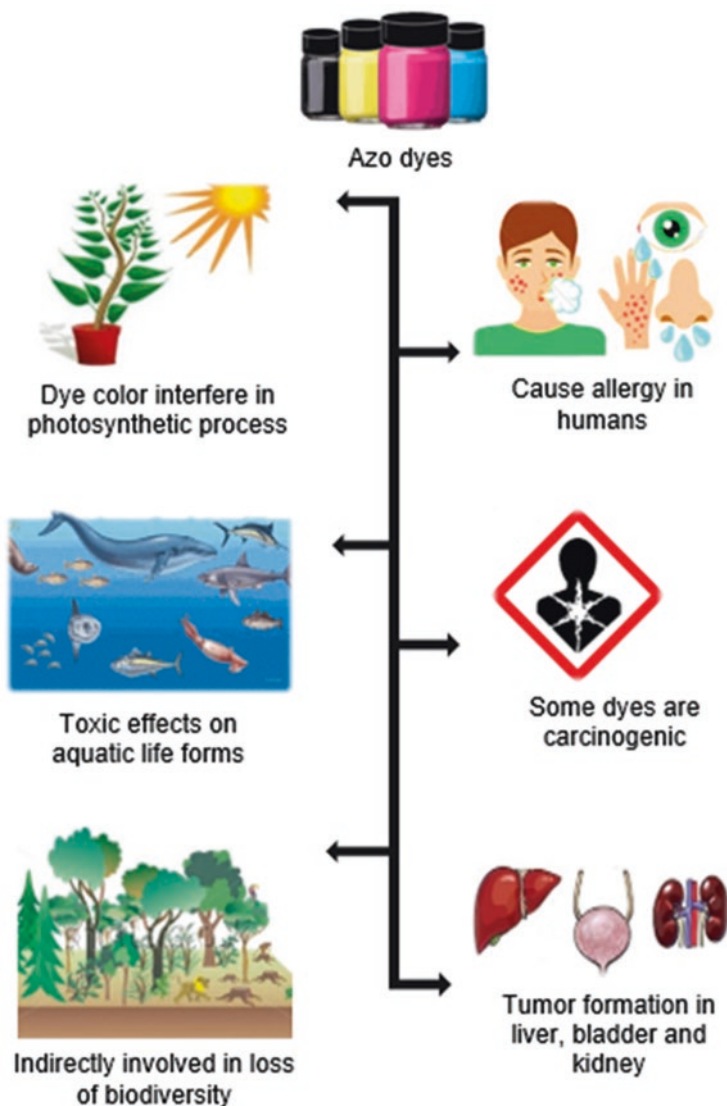 Azo dyes
Dye color interfere in
photosynthetic process
Cause allergy in
humans
Toxic effects on
aquatic life forms
Some dyes are
carcinogenic
Indirectly involved in loss
of biodiversity
Tumor formation in
liver, bladder and
kidney